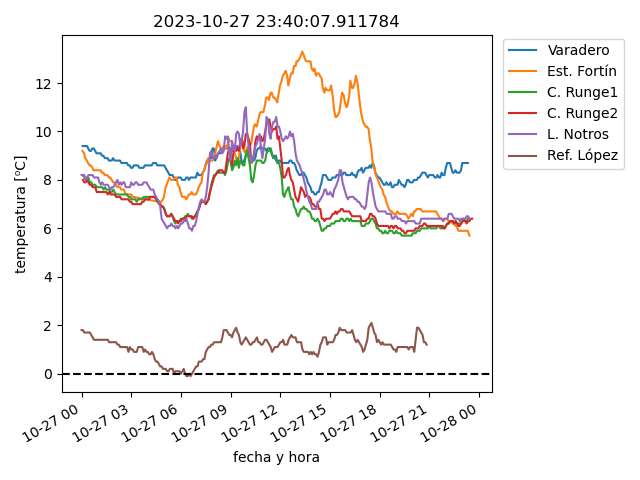 2023-10-27 23:40:07.911784
temperatura [ºC]
12
10
8
6
4
2
0
10-27 00
10-27 03
10-27 06
10-27 09
10-27 12
10-27 15
10-27 18
10-27 21
10-28 00
fecha y hora
Varadero
Est. Fortín
C. Runge1
C. Runge2
L. Notros
Ref. López